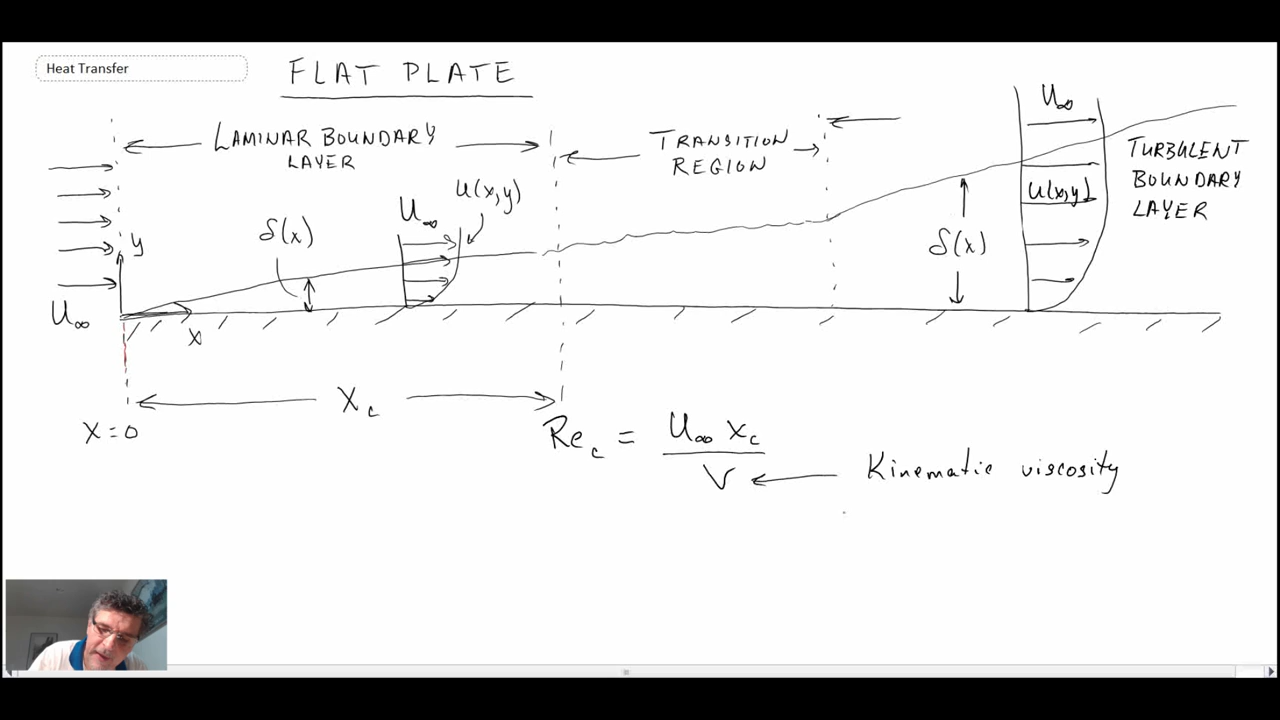 Heat Transfer
FLAT PLATE
LAMINAR BOUNDARY
LAYER
TRANSITION
REGION
U∞
TURBULENT
BOUNDARY
LAYER
u(x,y)
u(x,y)
U∞
δ(x)
δ(x)
y
U∞
x
Xc
X=0
Rec = U∞ xc
ν
Kinematic viscosity